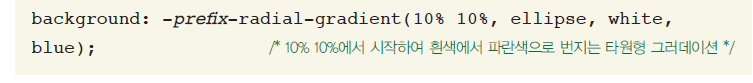 background: -prefix-radial-gradient(10% 10%, ellipse, white,
blue); /* 10% 10%에서 시작하여 흰색에서 파란색으로 번지는 타원형 그러데이션 */